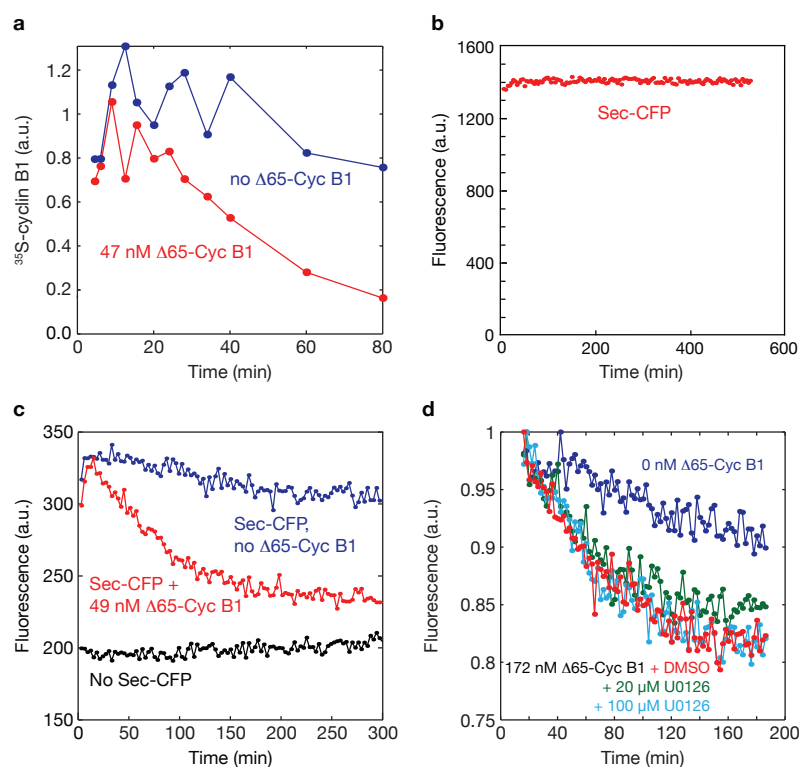 a
³⁵S-cyclin B1 (a.u.)
1.2
1
0.8
0.6
0.4
0.2
0.0
no Δ65-Cyc B1
47 nM Δ65-Cyc B1
0
20
40
60
80
Time (min)
b
Fluorescence (a.u.)
1600
1400
1800
400
200
0
Sec-CFP
0
200
400
600
Time (min)
c
Fluorescence (a.u.)
350
300
250
200
150
Sec-CFP,
no Δ65-Cyc B1
Sec-CFP +
49 nM Δ65-Cyc B1
No Sec-CFP
0
50
100
150
200
250
300
Time (min)
d
Fluorescence (a.u.)
1
0.95
0.9
0.85
0.8
0.75
0 nM Δ65-Cyc B1
172 nM Δ65-Cyc B1 + DMSO
+ 20 µM U0126
+ 100 µM U0126
0
40
80
120
160
200
Time (min)